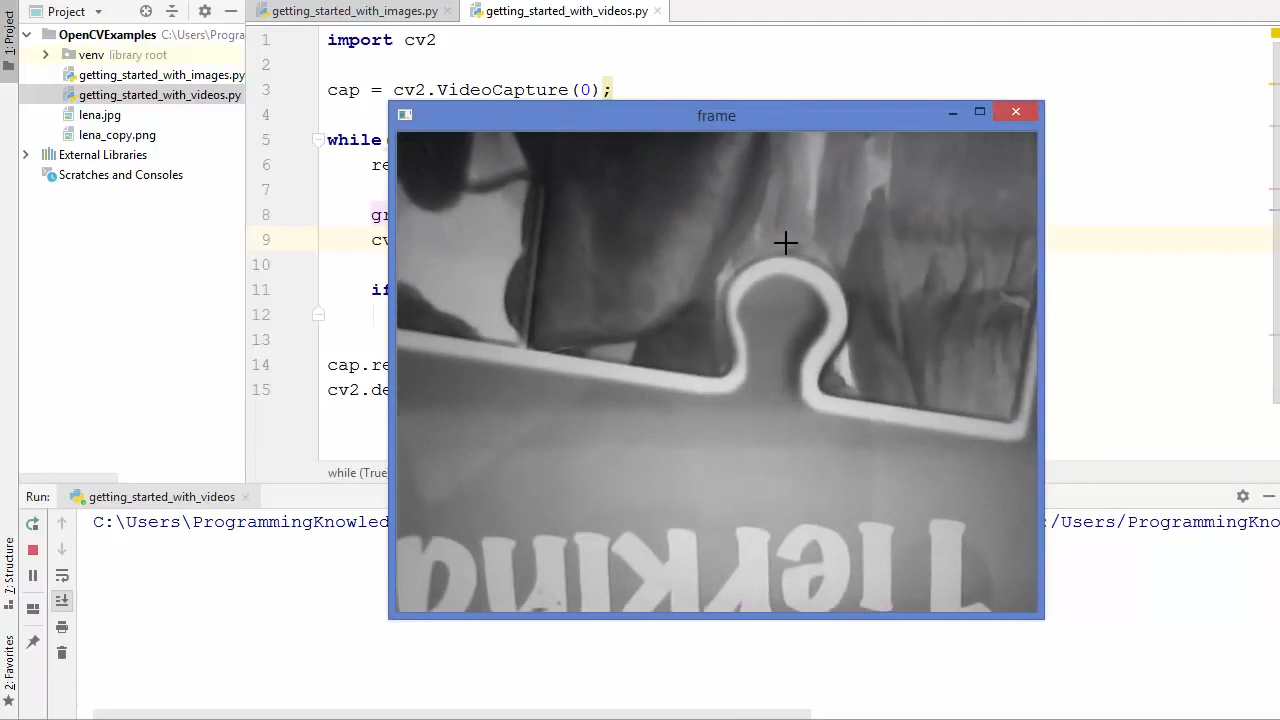 Project
getting_started_with_images.py
getting_started_with_videos.py
1: Project
OpenCVExamples C:\Users\Progra
venv library root
getting_started_with_images.py
getting_started_with_videos.py
lena.jpg
lena_copy.png
External Libraries
Scratches and Consoles
1 import cv2
2
3 cap = cv2.VideoCapture(0);
4
5 while
6 re
7
8 gr
9 cv
10
11 if
12
13
14 cap.re
15 cv2.de
frame
while (True)
Run: getting_started_with_videos
C:\Users\ProgrammingKnowled
:/Users/ProgrammingKno
7: Structure
2: Favorites